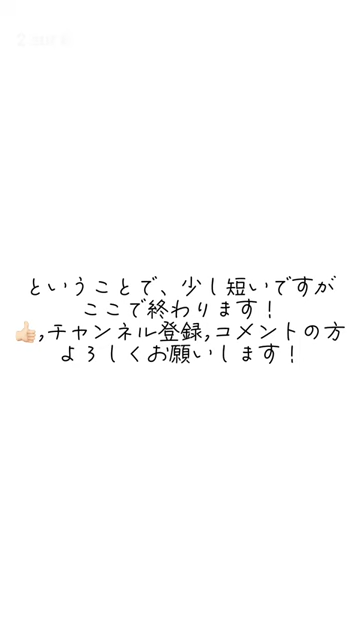 ということで、少し短いですが
ここで終わります！
👍🏻,チャンネル登録,コメントの方
よろしくお願いします！